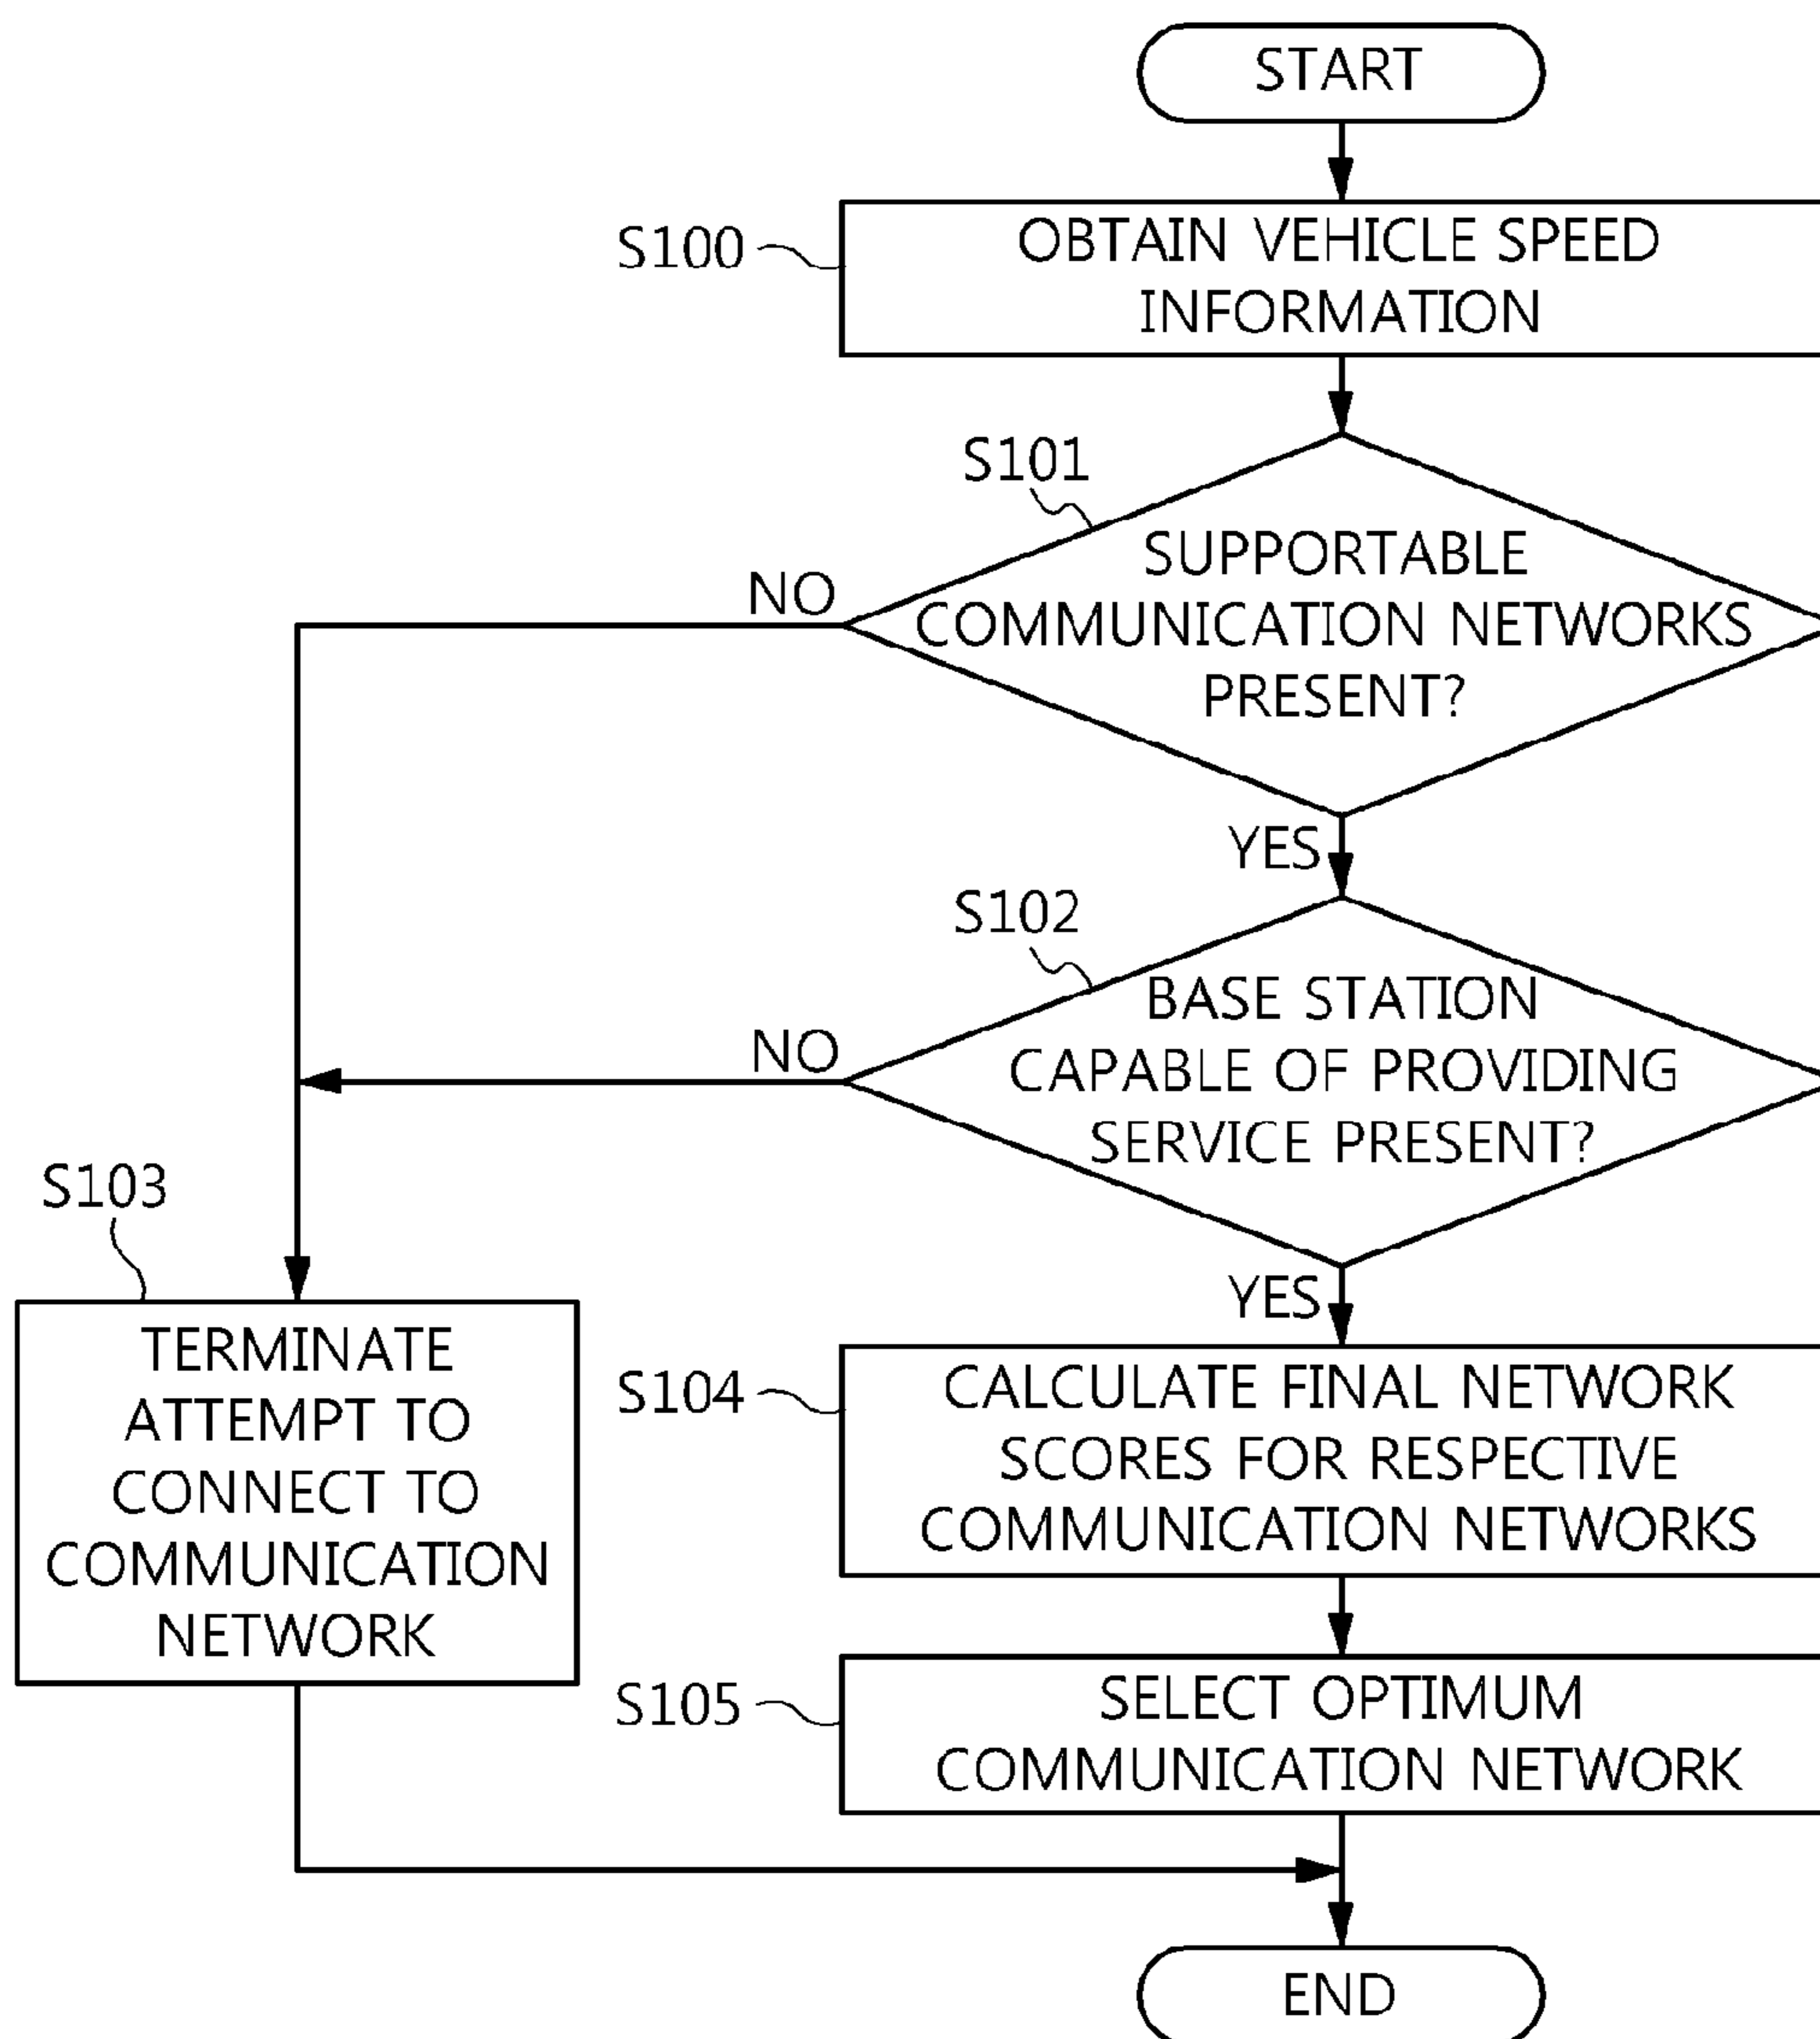 START
S100
OBTAIN VEHICLE SPEED
INFORMATION
S101
SUPPORTABLE
COMMUNICATION NETWORKS
PRESENT?
NO
YES
S102
BASE STATION
CAPABLE OF PROVIDING
SERVICE PRESENT?
NO
YES
S103
TERMINATE
ATTEMPT TO
CONNECT TO
COMMUNICATION
NETWORK
S104
CALCULATE FINAL NETWORK
SCORES FOR RESPECTIVE
COMMUNICATION NETWORKS
S105
SELECT OPTIMUM
COMMUNICATION NETWORK
END